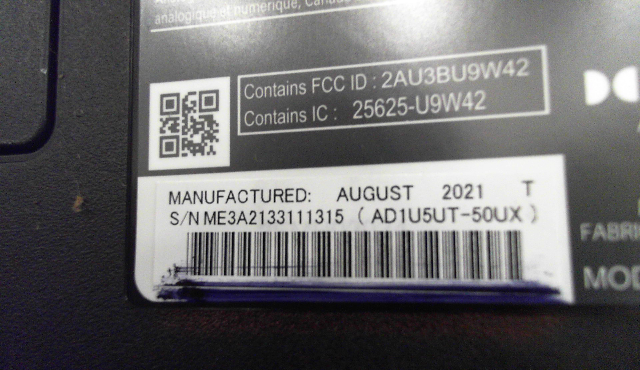 analogique et numérique, Canada
Contains FCC ID : 2AU3BU9W42
Contains IC : 25625-U9W42
MANUFACTURED: AUGUST 2021 T
S/N ME3A2133111315 ( AD1U5UT-50UX )
FABRI
MOD